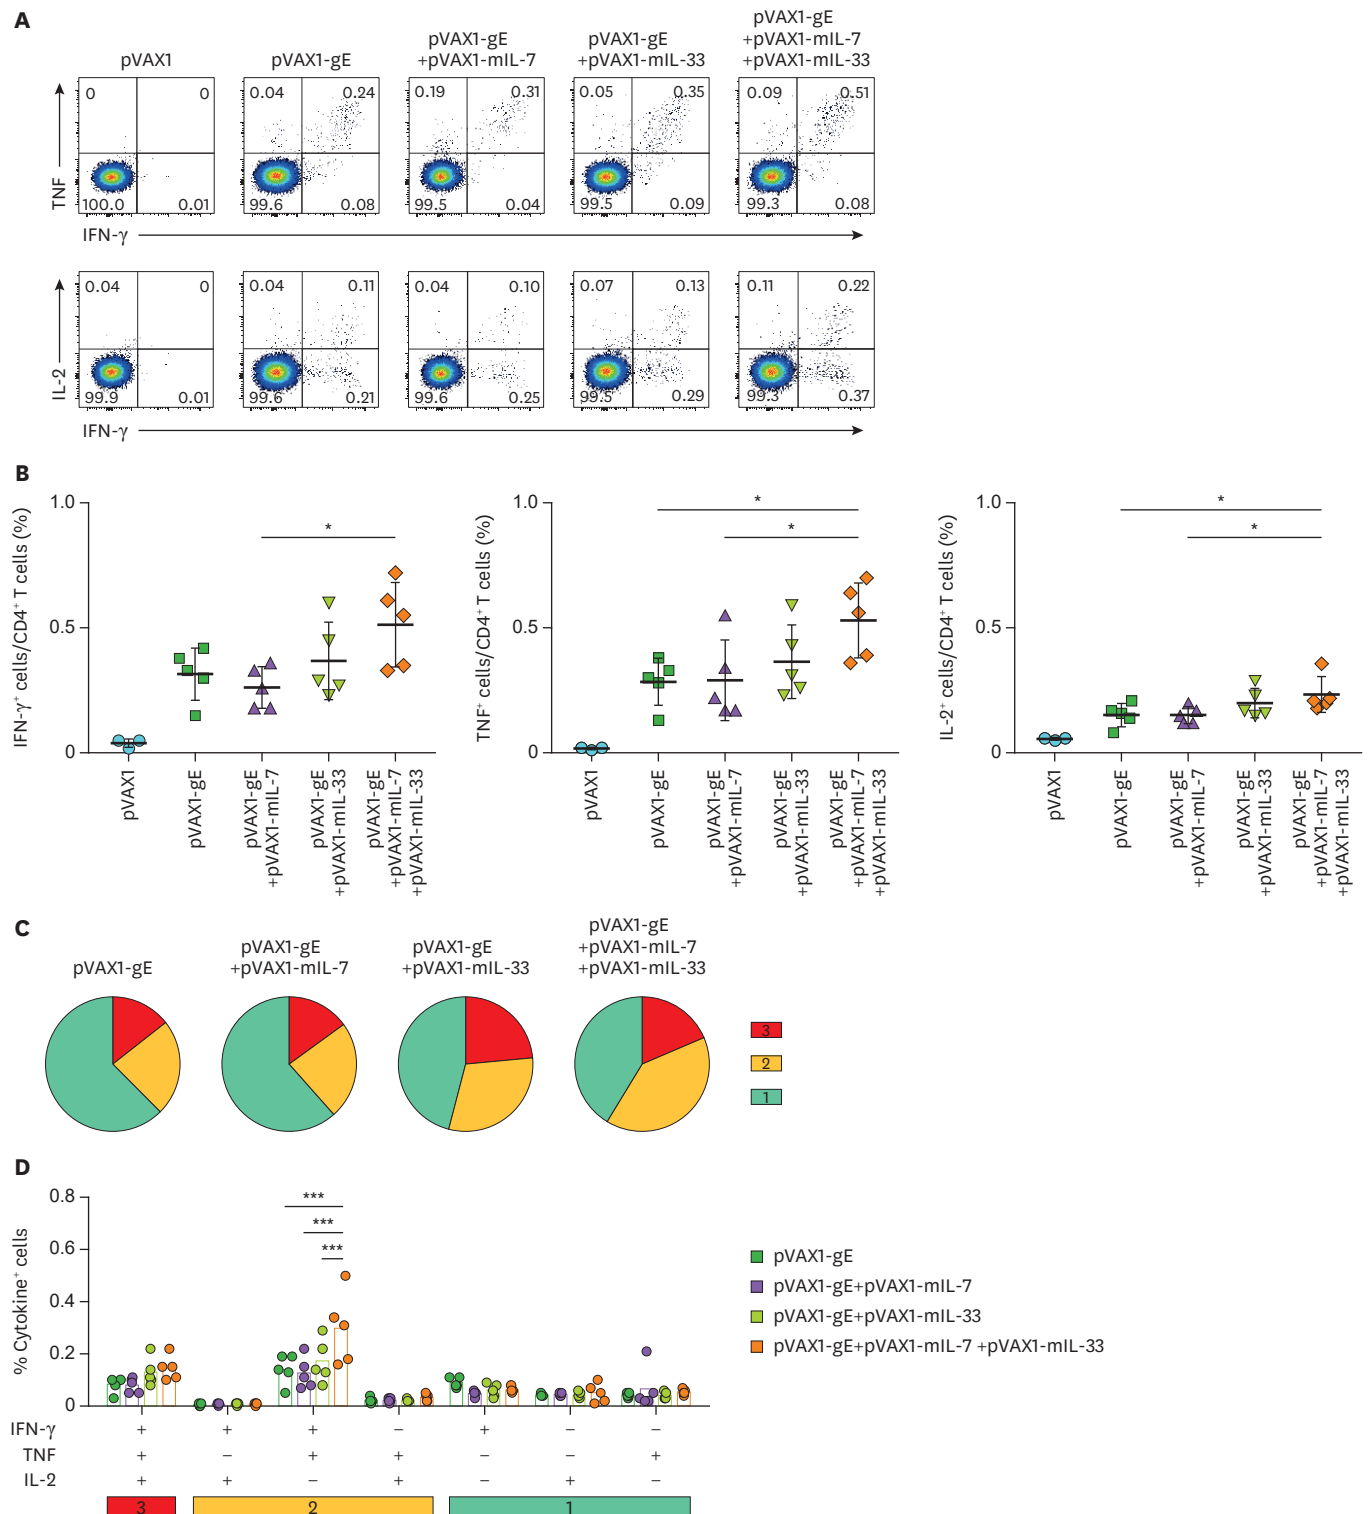 A
pVAX1
pVAX1-gE
pVAX1-gE
+pVAX1-mIL-7
pVAX1-gE
+pVAX1-mIL-33
pVAX1-gE
+pVAX1-mIL-7
+pVAX1-mIL-33
0 0
0.04 0.24
0.19 0.31
0.05 0.35
0.09 0.51
TNF
100.0 0.01
99.6 0.08
99.5 0.04
99.5 0.09
99.3 0.08
IFN-γ
0.04 0
0.04 0.11
0.04 0.10
0.07 0.13
0.11 0.22
IL-2
99.9 0.01
99.6 0.21
99.6 0.25
99.5 0.29
99.3 0.37
IFN-γ
B
IFN-γ⁺ cells/CD4⁺ T cells (%)
1.0
0.5
0
*
pVAX1
pVAX1-gE
pVAX1-gE
+pVAX1-mIL-7
pVAX1-gE
+pVAX1-mIL-33
pVAX1-gE
+pVAX1-mIL-7
+pVAX1-mIL-33
TNF⁺ cells/CD4⁺ T cells (%)
1.0
0.5
0
*
*
pVAX1
pVAX1-gE
pVAX1-gE
+pVAX1-mIL-7
pVAX1-gE
+pVAX1-mIL-33
pVAX1-gE
+pVAX1-mIL-7
+pVAX1-mIL-33
IL-2⁺ cells/CD4⁺ T cells (%)
1.0
0.5
0
*
*
pVAX1
pVAX1-gE
pVAX1-gE
+pVAX1-mIL-7
pVAX1-gE
+pVAX1-mIL-33
pVAX1-gE
+pVAX1-mIL-7
+pVAX1-mIL-33
C
pVAX1-gE
pVAX1-gE
+pVAX1-mIL-7
pVAX1-gE
+pVAX1-mIL-33
pVAX1-gE
+pVAX1-mIL-7
+pVAX1-mIL-33
3
2
1
D
% Cytokine⁺ cells
0.8
0.6
0.4
0.2
0
***
***
***
pVAX1-gE
pVAX1-gE+pVAX1-mIL-7
pVAX1-gE+pVAX1-mIL-33
pVAX1-gE+pVAX1-mIL-7 +pVAX1-mIL-33
IFN-γ + + + − + − −
TNF + − + + − − +
IL-2 + + − + − + −
3 2 1